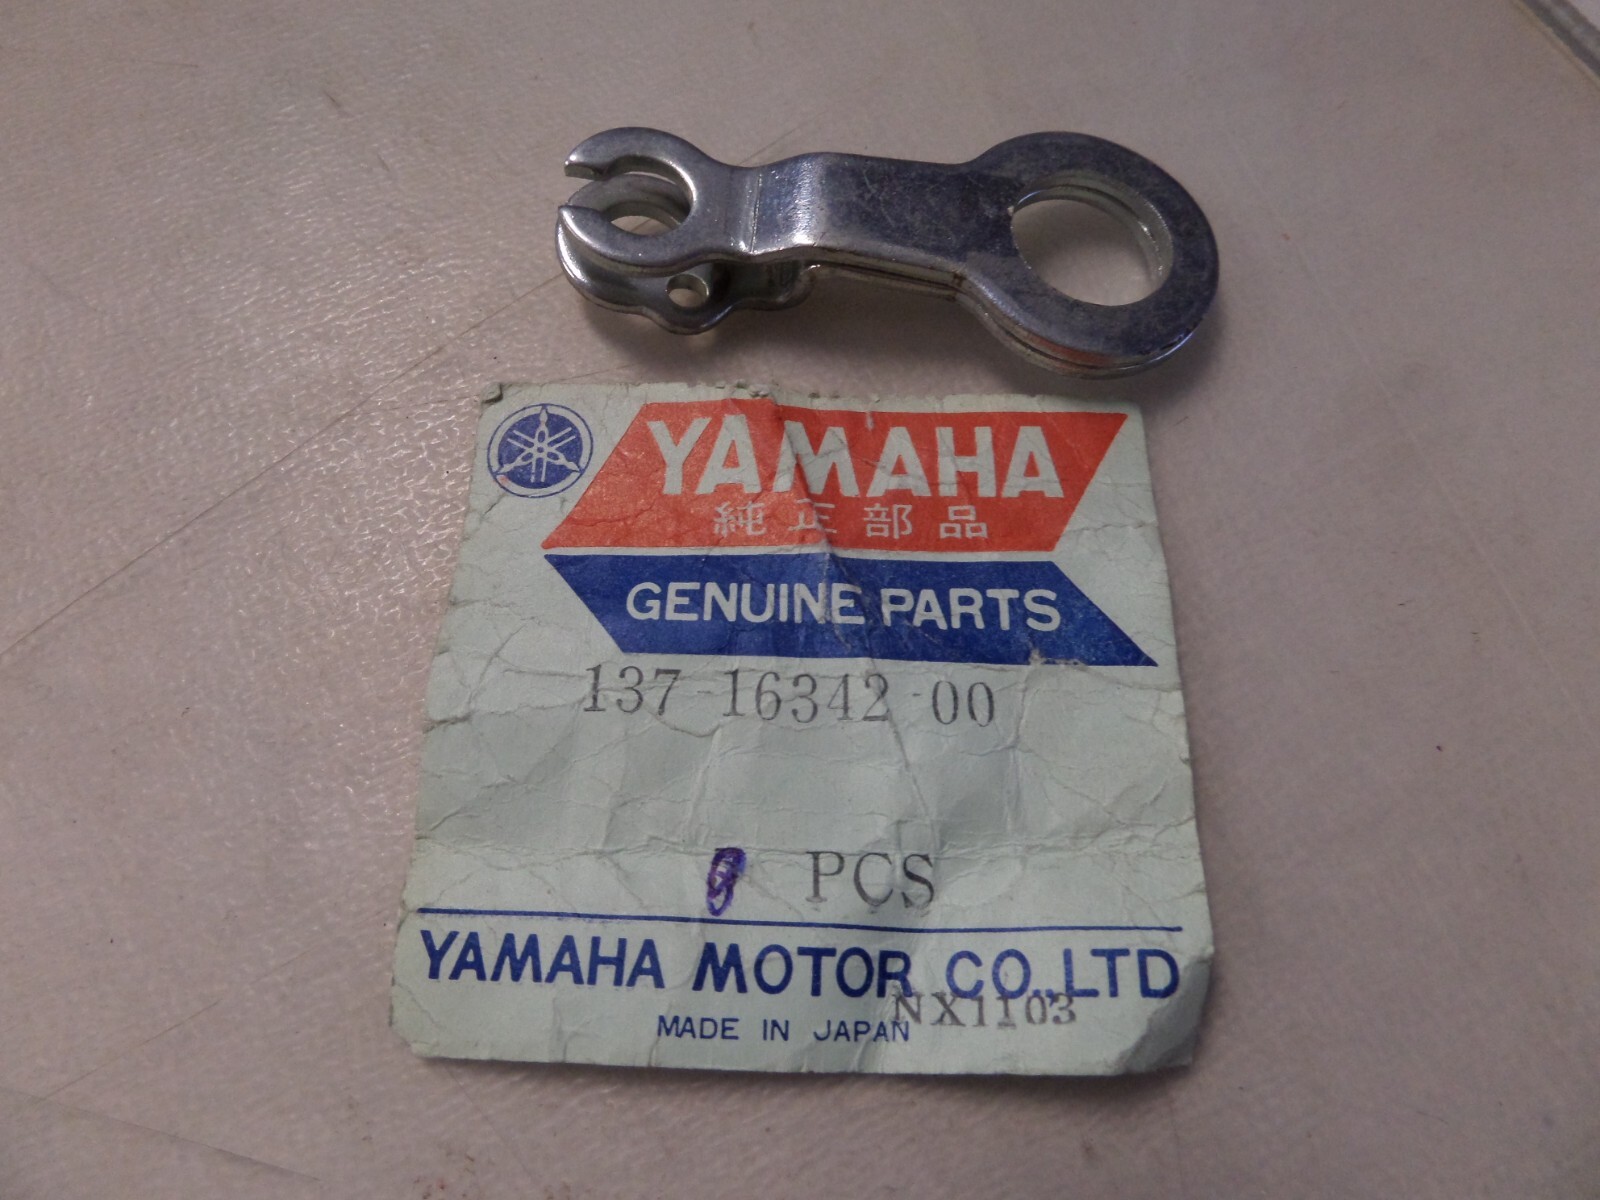 YAMAHA
純正部品
GENUINE PARTS
137-16342-00
PCS
YAMAHA MOTOR CO.,LTD
NX1103
MADE IN JAPAN